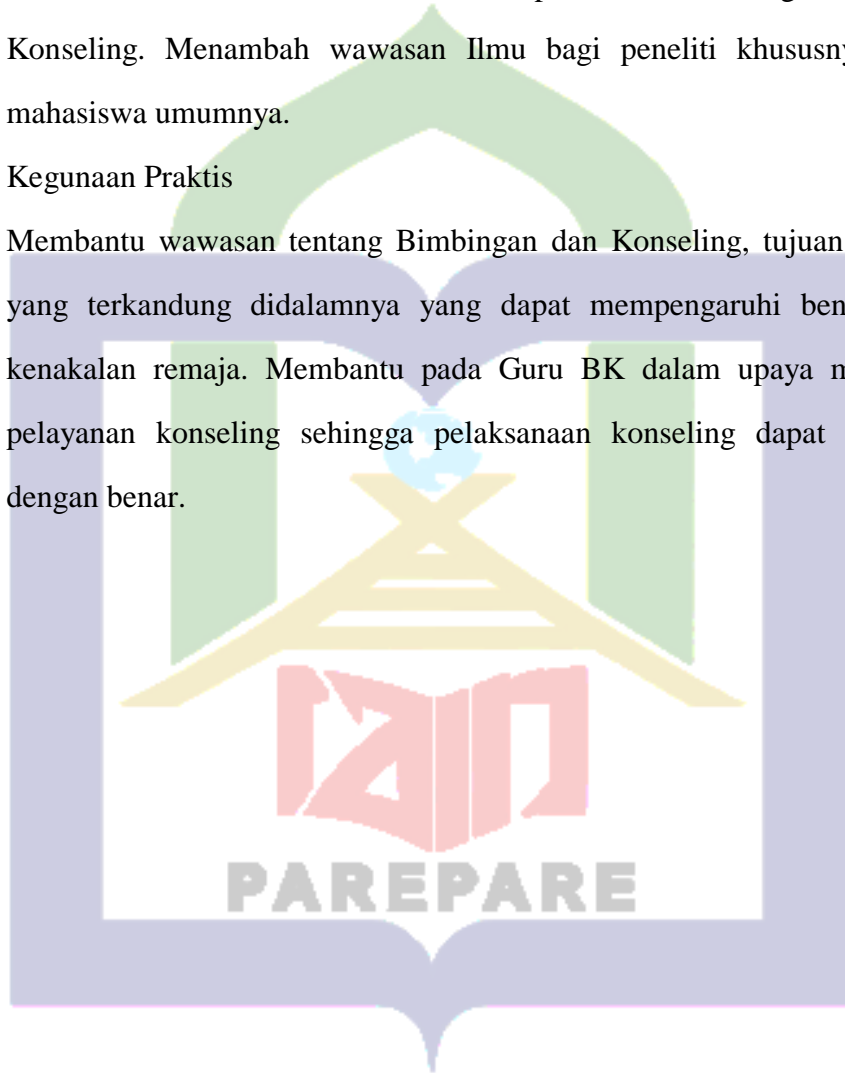 Konseling. Menambah wawasan Ilmu bagi peneliti
mahasiswa umumnya.
Kegunaan Praktis
Membantu wawasan tentang Bimbingan dan Konseling, tujuan
yang terkandung didalamnya yang dapat mempengaruhi
kenakalan remaja. Membantu pada Guru BK dalam upaya
pelayanan konseling sehingga pelaksanaan konseling dapat
dengan benar.
iain
PAREPARE